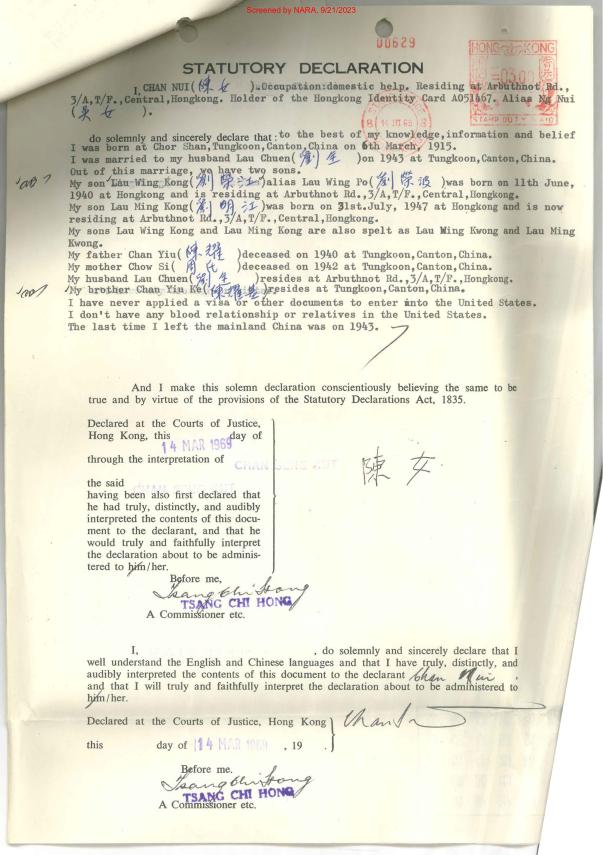 Screened by NARA, 9/21/2023
00629
HONG KONG
香港
STATUTORY DECLARATION
I, CHAN NUI(陳女).Occupation:domestic help. Residing at Arbuthnot Rd.,
3/A,T/F.,Central,Hongkong. Holder of the Hongkong Identity Card A051467. Alias Ng Nui
(吳女).
do solemnly and sincerely declare that: to the best of my knowledge,information and belief
I was born at Chor Shan,Tungkoon,Canton,China on 6th March, 1915.
I was married to my husband Lau Chuen(劉全)on 1943 at Tungkoon,Canton,China.
Out of this marriage, we have two sons.
My son Lau Wing Kong(劉榮江)alias Lau Wing Po(劉榮波)was born on 11th June,
1940 at Hongkong and is residing at Arbuthnot Rd.,3/A,T/F.,Central,Hongkong.
My son Lau Ming Kong(劉明江)was born on 31st.July, 1947 at Hongkong and is now
residing at Arbuthnot Rd.,3/A,T/F.,Central,Hongkong.
My sons Lau Wing Kong and Lau Ming Kong are also spelt as Lau Wing Kwong and Lau Ming
Kwong.
My father Chan Yiu(陳耀)deceased on 1940 at Tungkoon,Canton,China.
My mother Chow Si(周氏)deceased on 1942 at Tungkoon,Canton,China.
My husband Lau Chuen(劉全)resides at Arbuthnot Rd.,3/A,T/F.,Hongkong.
My brother Chan Yiu Ke(陳耀基)resides at Tungkoon,Canton,China.
I have never applied a visa or other documents to enter into the United States.
I don't have any blood relationship or relatives in the United States.
The last time I left the mainland China was on 1943.
And I make this solemn declaration conscientiously believing the same to be
true and by virtue of the provisions of the Statutory Declarations Act, 1835.
Declared at the Courts of Justice,
Hong Kong, this day of
14 MAR 1969
through the interpretation of
陳女
the said
having been also first declared that
he had truly, distinctly, and audibly
interpreted the contents of this docu-
ment to the declarant, and that he
would truly and faithfully interpret
the declaration about to be adminis-
tered to him/her.
Before me,
Tsang Chi Hong
TSANG CHI HONG
A Commissioner etc.
I, , do solemnly and sincerely declare that I
well understand the English and Chinese languages and that I have truly, distinctly, and
audibly interpreted the contents of this document to the declarant Chan Nui .
and that I will truly and faithfully interpret the declaration about to be administered to
him/her.
Declared at the Courts of Justice, Hong Kong
this day of 14 MAR 1969 , 19 .
Before me.
Tsang Chi Hong
TSANG CHI HONG
A Commissioner etc.